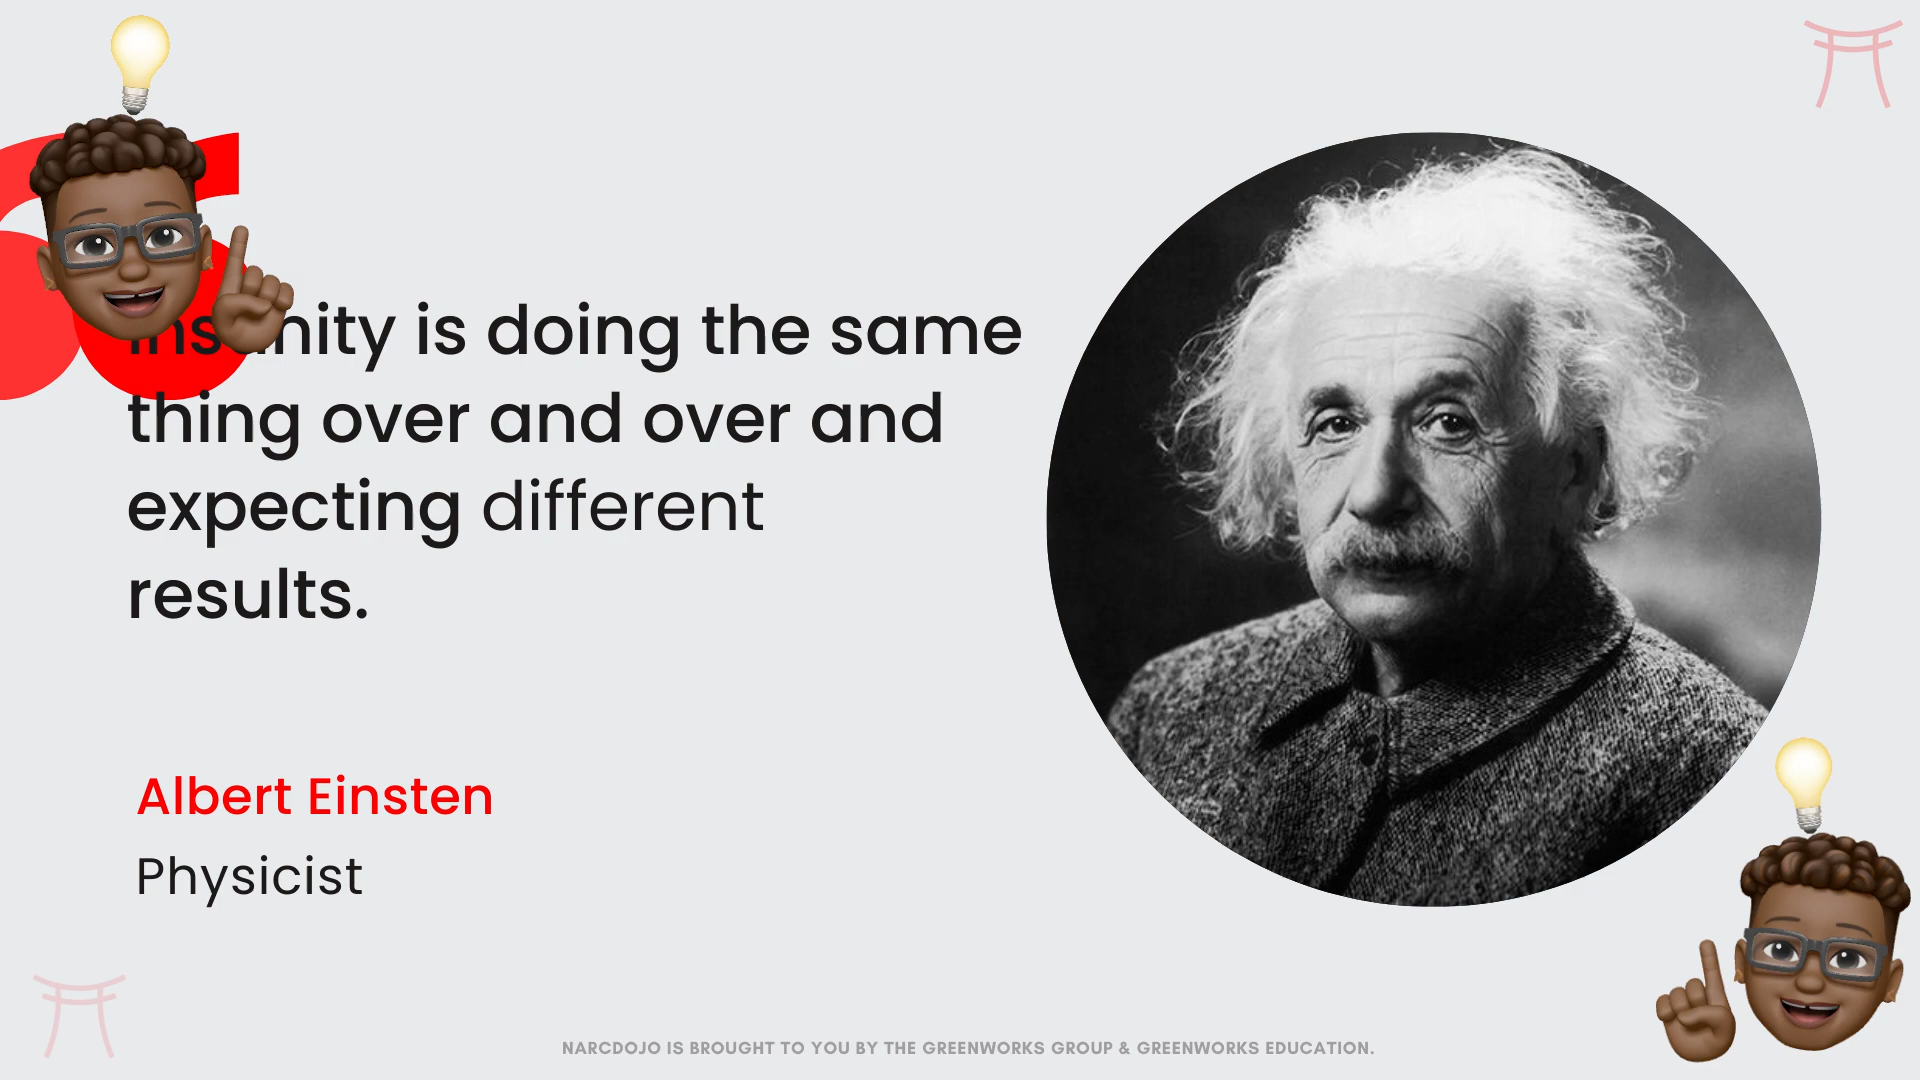 Insanity is doing the same
thing over and over and
expecting different
results.
Albert Einsten
Physicist
NARCDOJO IS BROUGHT TO YOU BY THE GREENWORKS GROUP & GREENWORKS EDUCATION.